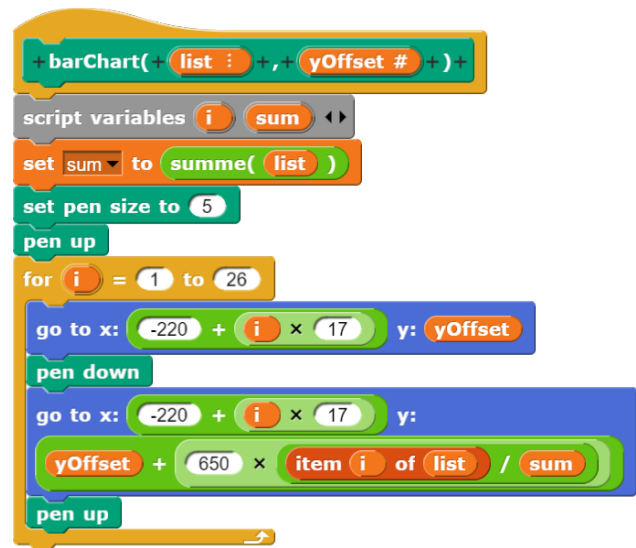 +barChart(+ list ⋮ +,+ yOffset # +)+
script variables i sum
set sum to summe( list )
set pen size to 5
pen up
for i = 1 to 26
go to x: -220 + i × 17 y: yOffset
pen down
go to x: -220 + i × 17 y:
yOffset + 650 × item i of list / sum
pen up